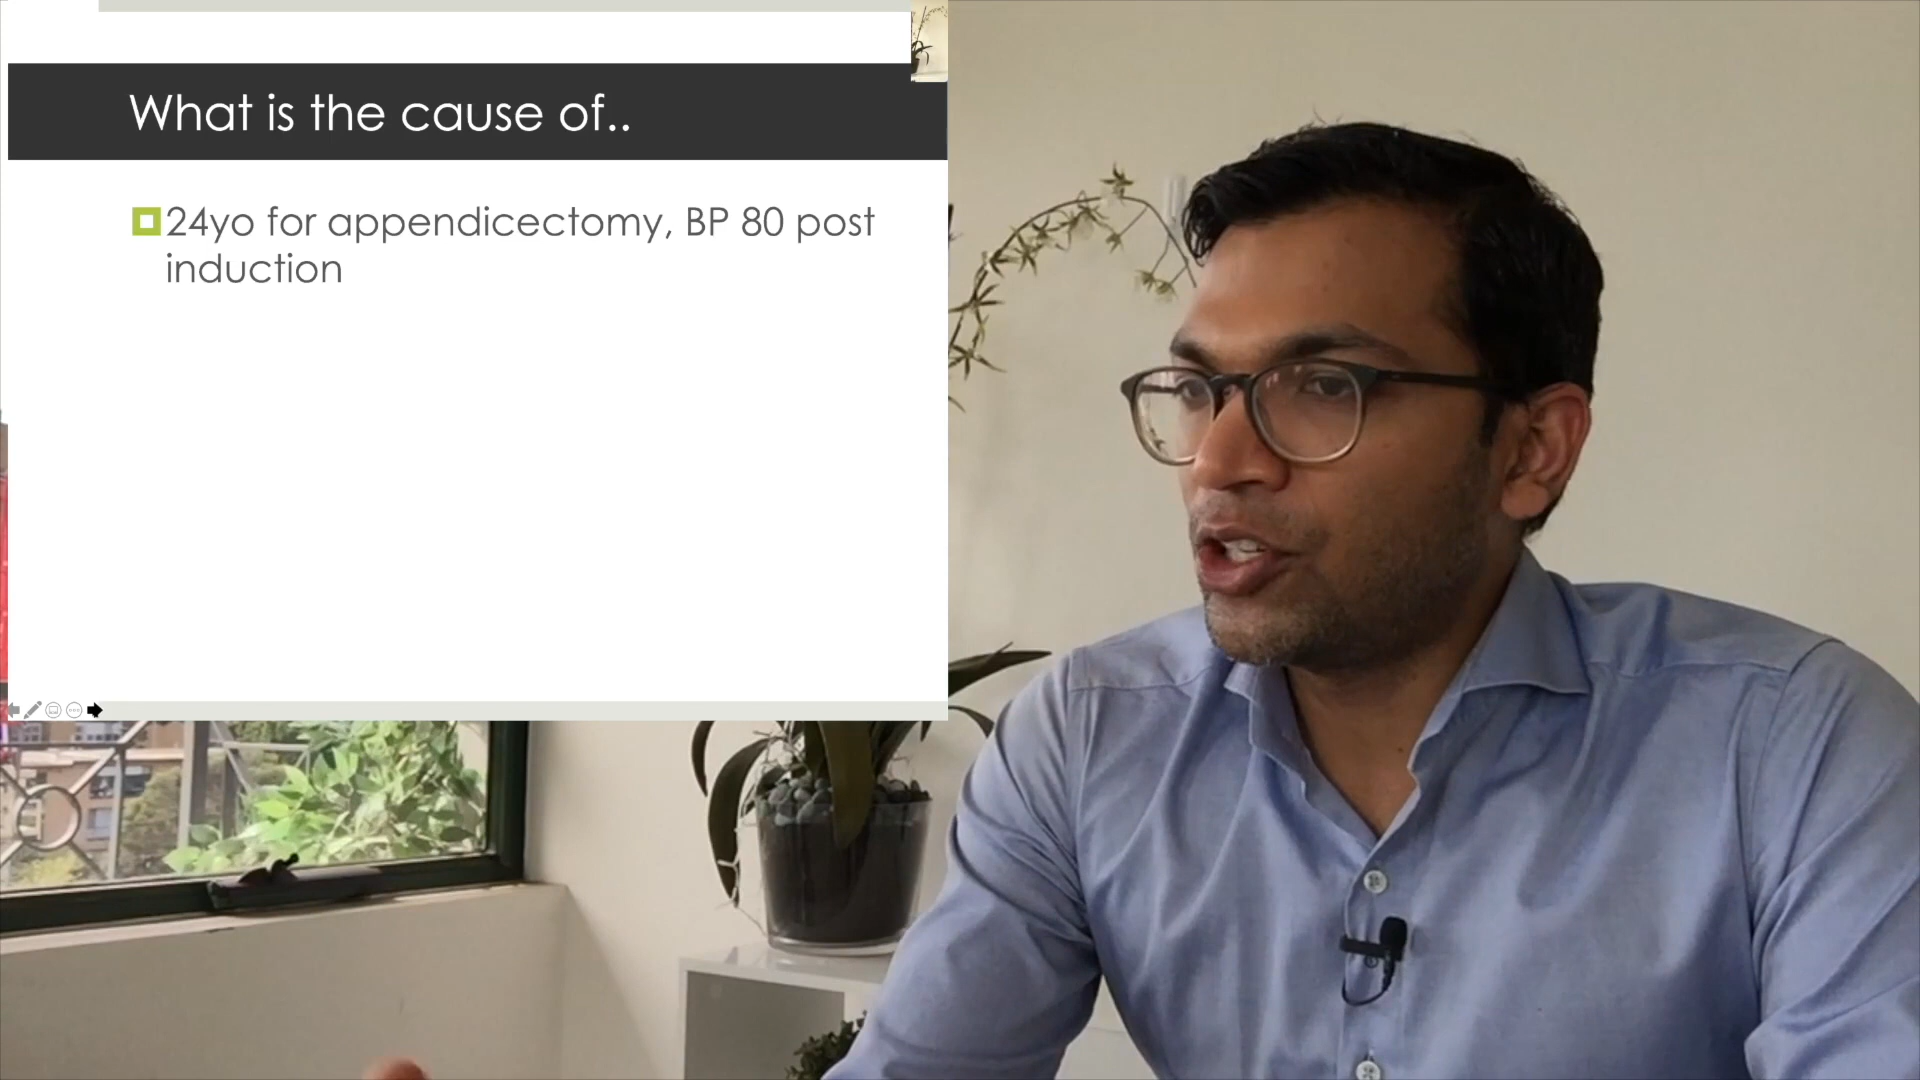 What is the cause of..
24yo for appendicectomy, BP 80 post
induction